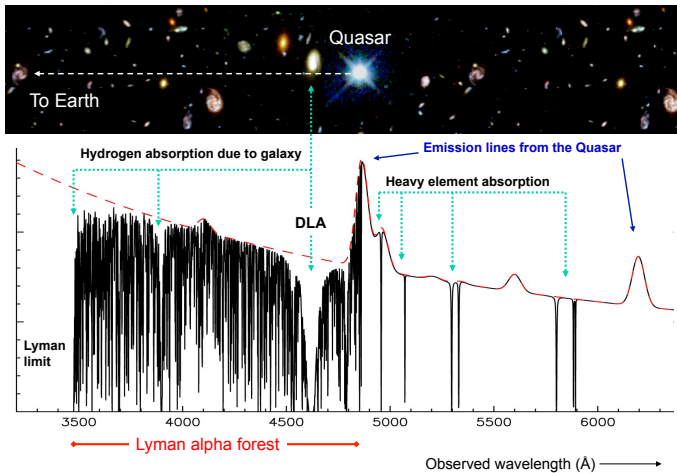 Quasar
To Earth
Hydrogen absorption due to galaxy
Emission lines from the Quasar
Heavy element absorption
DLA
Lyman
limit
3500 4000 4500 5000 5500 6000
Lyman alpha forest
Observed wavelength (Å)